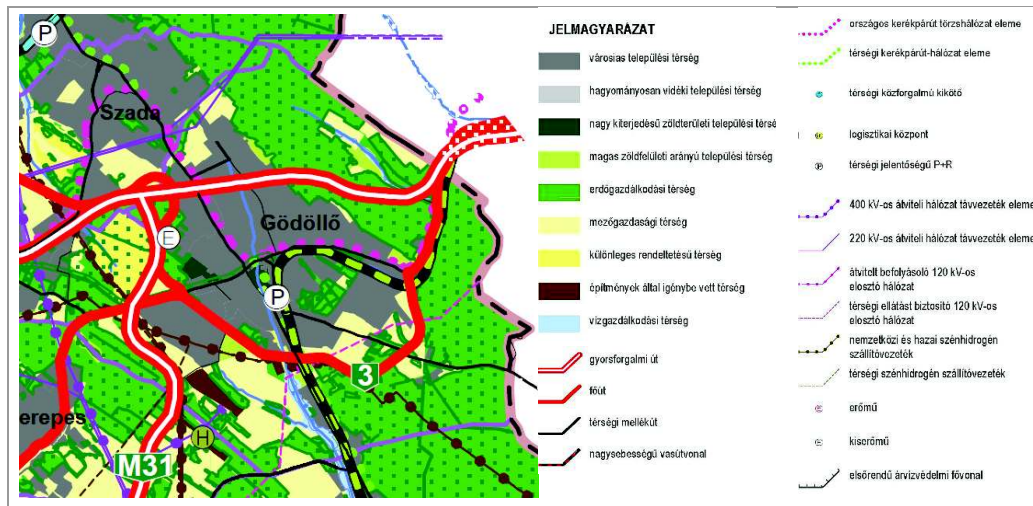 P
Szada
E
Gödöllő
P
3
erepes
H
M31
JELMAGYARÁZAT
városias települési térség
hagyományosan vidéki települési térség
nagy kiterjedésű zöldterületi települési térsé
magas zöldfelületi arányú települési térség
erdőgazdálkodási térség
mezőgazdasági térség
különleges rendeltetésű térség
építmények által igénybe vett térség
vízgazdálkodási térség
gyorsforgalmi út
főút
térségi mellékút
nagysebességű vasútvonal
országos kerékpárút törzshálózat eleme
térségi kerékpárút-hálózat eleme
térségi közforgalmú kikötő
logisztikai központ
térségi jelentőségű P+R
400 kV-os átviteli hálózat távvezeték eleme
220 kV-os átviteli hálózat távvezeték eleme
átvitelt befolyásoló 120 kV-os
elosztó hálózat
térségi ellátást biztosító 120 kV-os
elosztó hálózat
nemzetközi és hazai szénhidrogén
szállítóvezeték
térségi szénhidrogén szállítóvezeték
erőmű
kiserőmű
elsőrendű árvízvédelmi fővonal